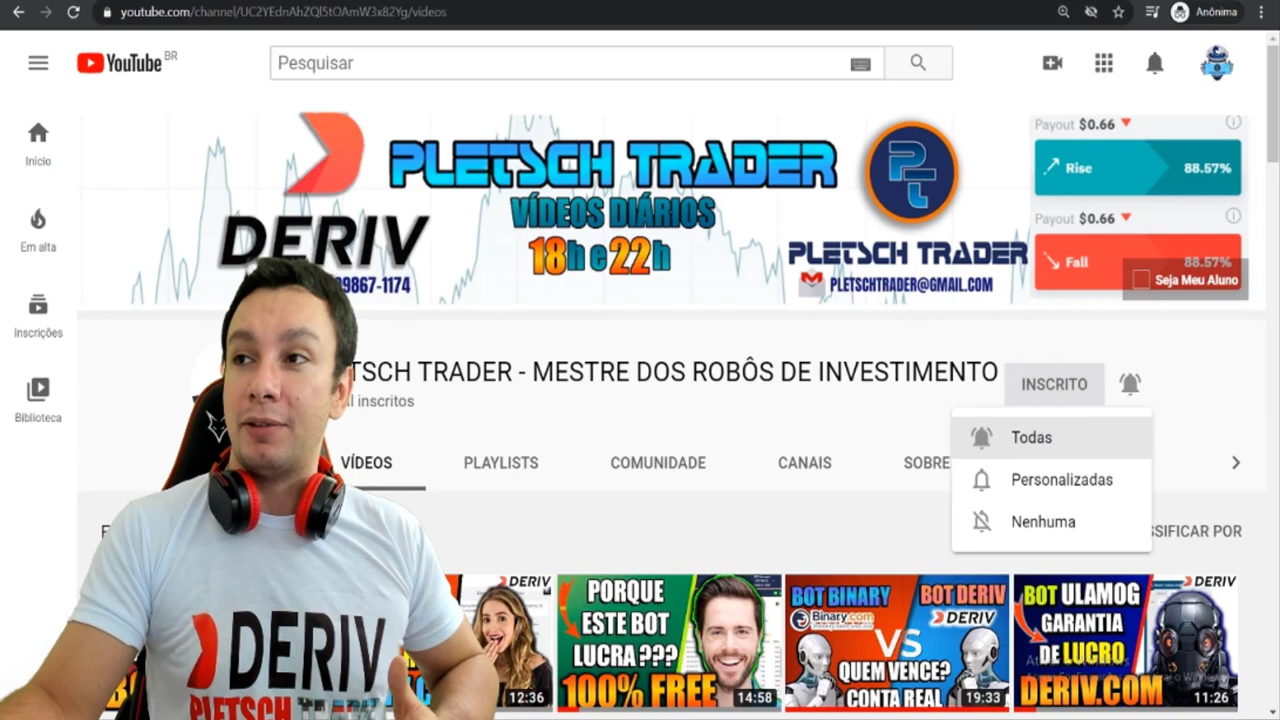 youtube.com/channel/UC2YEdnAhZQl5tOAmW3x82Yg/videos
Anônima
YouTube BR
Pesquisar
Início
Em alta
Inscrições
Biblioteca
DERIV
PLETSCH TRADER
VÍDEOS DIÁRIOS
18h e 22h
PLETSCH TRADER
PLETSCHTRADER@GMAIL.COM
99867-1174
Payout $0.66
Rise 88.57%
Payout $0.66
Fall 88.57%
Seja Meu Aluno
TSCH TRADER - MESTRE DOS ROBÔS DE INVESTIMENTO
inscritos
INSCRITO
Todas
Personalizadas
Nenhuma
VÍDEOS
PLAYLISTS
COMUNIDADE
CANAIS
SOBRE
SSIFICAR POR
DERIV
12:36
PORQUE
ESTE BOT
LUCRA ???
100% FREE
14:58
BOT BINARY
Binary.com
BOT DERIV
DERIV
VS
QUEM VENCE?
CONTA REAL
19:33
DERIV
BOT ULAMOG
GARANTIA
DE LUCRO
DERIV.COM
11:26
DERIV
PLETSCH TRADER